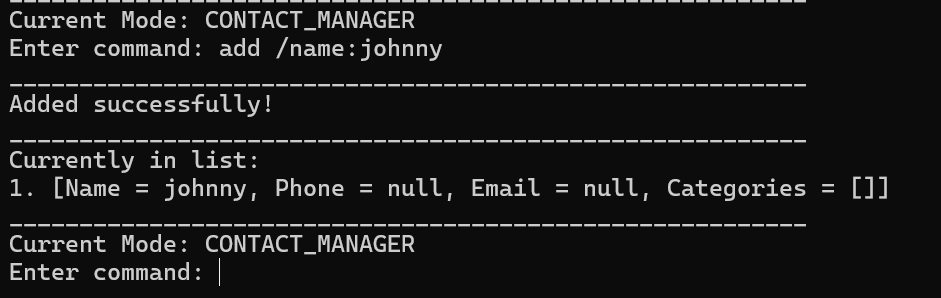 ____________________________________________________________
Current Mode: CONTACT_MANAGER
Enter command: add /name:johnny
____________________________________________________________
Added successfully!
____________________________________________________________
Currently in list:
1. [Name = johnny, Phone = null, Email = null, Categories = []]
____________________________________________________________
Current Mode: CONTACT_MANAGER
Enter command: